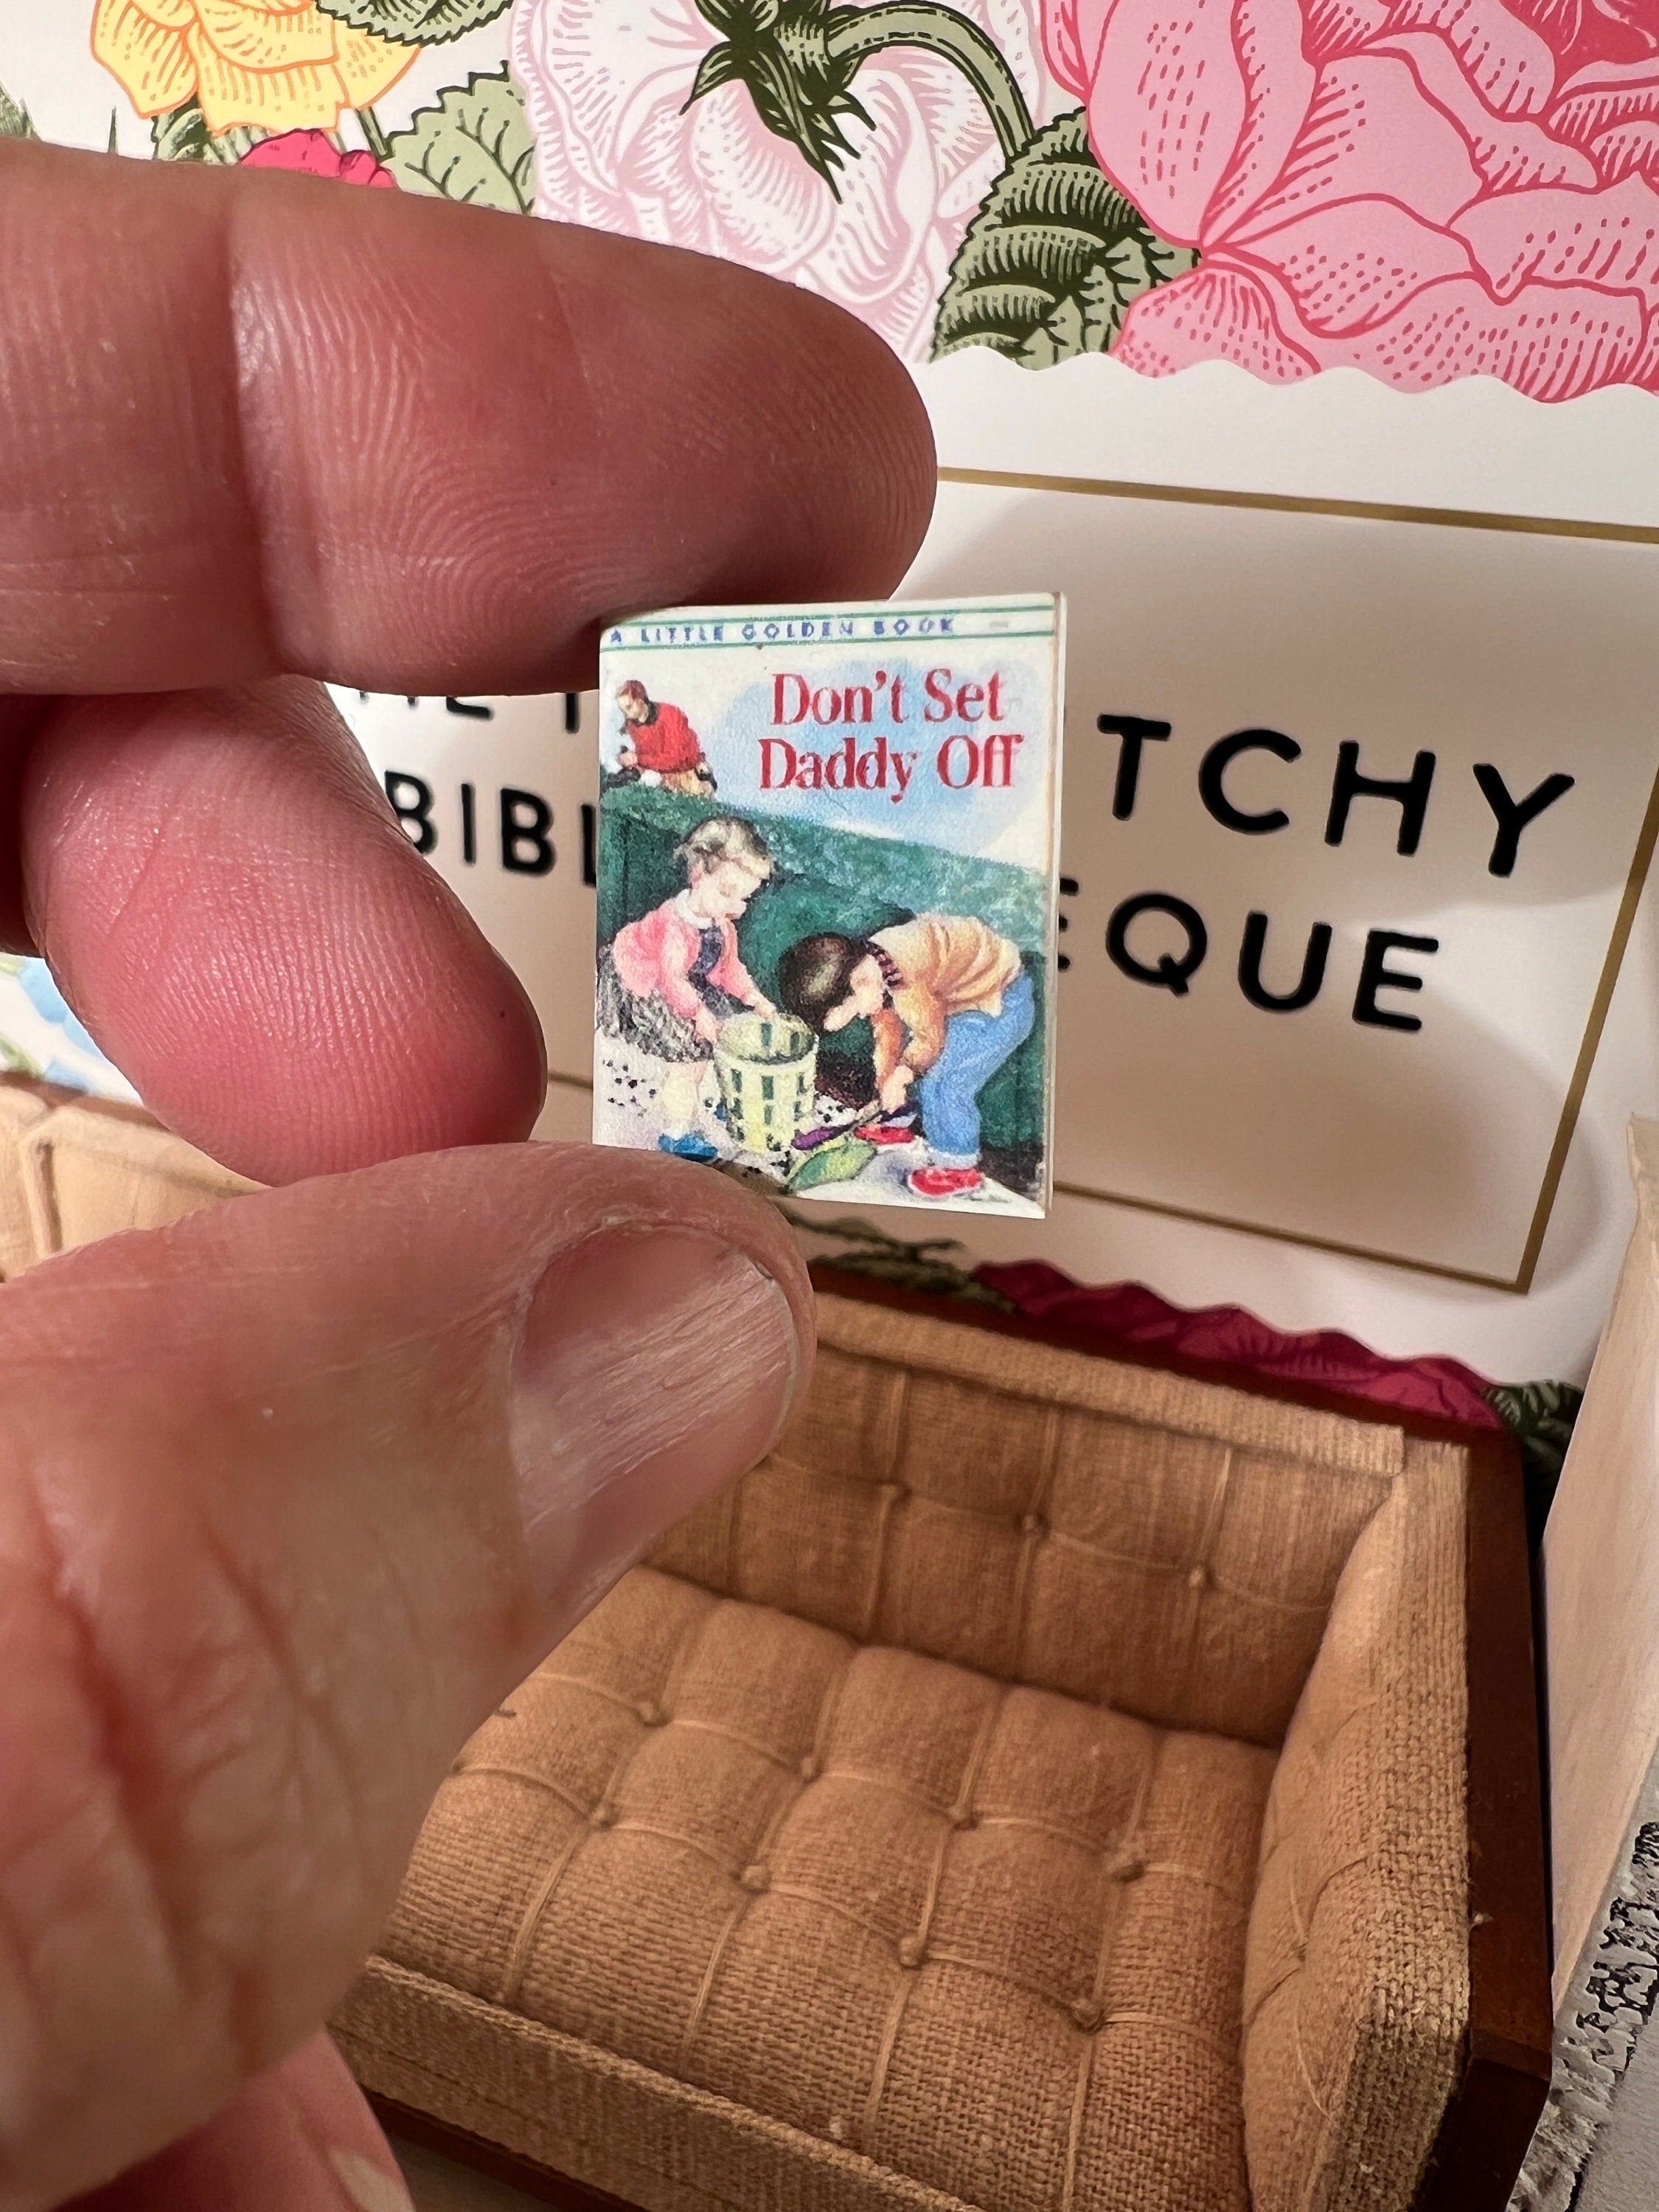 A LITTLE GOLDEN BOOK
Don't Set
Daddy Off
TCHY
BIBL
EQUE